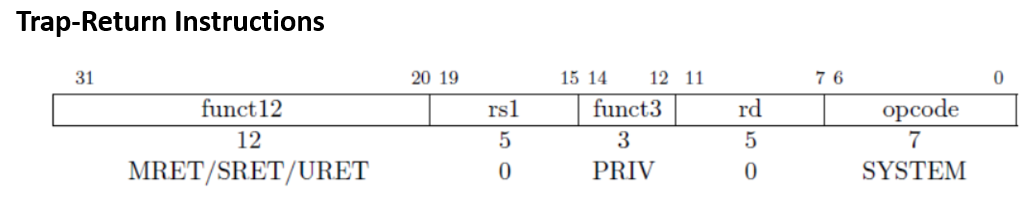 Trap-Return Instructions
31 20 19 15 14 12 11 7 6 0
funct12 rs1 funct3 rd opcode
12 5 3 5 7
MRET/SRET/URET 0 PRIV 0 SYSTEM